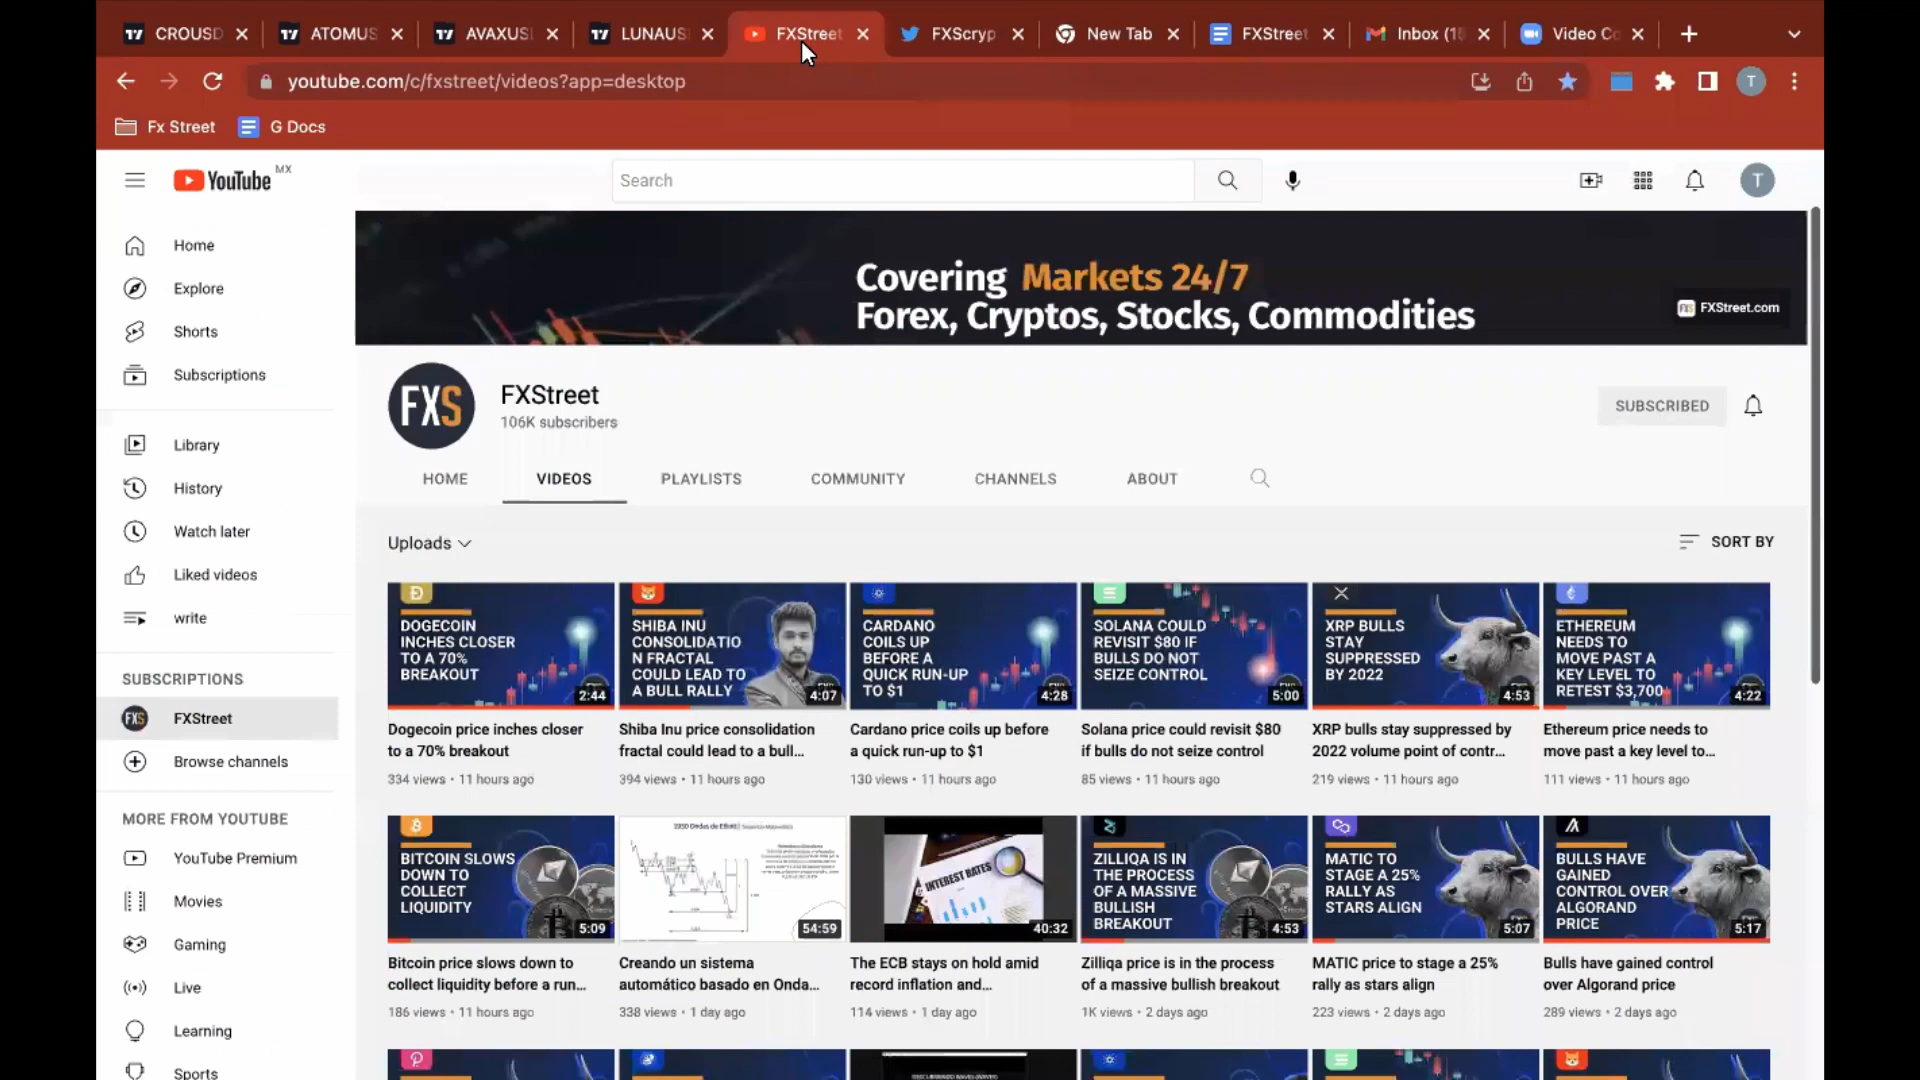 CROUSD
ATOMUS
AVAXUS
LUNAUS
FXStreet
FXScryp
New Tab
FXStreet
Inbox (1
Video Co
youtube.com/c/fxstreet/videos?app=desktop
T
Fx Street
G Docs
YouTube MX
Search
T
Home
Explore
Shorts
Subscriptions
Library
History
Watch later
Liked videos
write
SUBSCRIPTIONS
FXS FXStreet
Browse channels
MORE FROM YOUTUBE
YouTube Premium
Movies
Gaming
Live
Learning
Sports
Covering Markets 24/7
Forex, Cryptos, Stocks, Commodities
FXS FXStreet.com
FXS
FXStreet
106K subscribers
SUBSCRIBED
HOME
VIDEOS
PLAYLISTS
COMMUNITY
CHANNELS
ABOUT
Uploads
SORT BY
DOGECOIN
INCHES CLOSER
TO A 70%
BREAKOUT
2:44
Dogecoin price inches closer
to a 70% breakout
334 views • 11 hours ago
SHIBA INU
CONSOLIDATIO
N FRACTAL
COULD LEAD TO
A BULL RALLY
4:07
Shiba Inu price consolidation
fractal could lead to a bull...
394 views • 11 hours ago
CARDANO
COILS UP
BEFORE A
QUICK RUN-UP
TO $1
4:28
Cardano price coils up before
a quick run-up to $1
130 views • 11 hours ago
SOLANA COULD
REVISIT $80 IF
BULLS DO NOT
SEIZE CONTROL
5:00
Solana price could revisit $80
if bulls do not seize control
85 views • 11 hours ago
XRP BULLS
STAY
SUPPRESSED
BY 2022
4:53
XRP bulls stay suppressed by
2022 volume point of contr...
219 views • 11 hours ago
ETHEREUM
NEEDS TO
MOVE PAST A
KEY LEVEL TO
RETEST $3,700
4:22
Ethereum price needs to
move past a key level to...
111 views • 11 hours ago
BITCOIN SLOWS
DOWN TO
COLLECT
LIQUIDITY
5:09
Bitcoin price slows down to
collect liquidity before a run...
186 views • 11 hours ago
54:59
Creando un sistema
automático basado en Onda...
338 views • 1 day ago
INTEREST RATES
40:32
The ECB stays on hold amid
record inflation and...
114 views • 1 day ago
ZILLIQA IS IN
THE PROCESS
OF A MASSIVE
BULLISH
BREAKOUT
4:53
Zilliqa price is in the process
of a massive bullish breakout
1K views • 2 days ago
MATIC TO
STAGE A 25%
RALLY AS
STARS ALIGN
5:07
MATIC price to stage a 25%
rally as stars align
223 views • 2 days ago
BULLS HAVE
GAINED
CONTROL OVER
ALGORAND
PRICE
5:17
Bulls have gained control
over Algorand price
289 views • 2 days ago